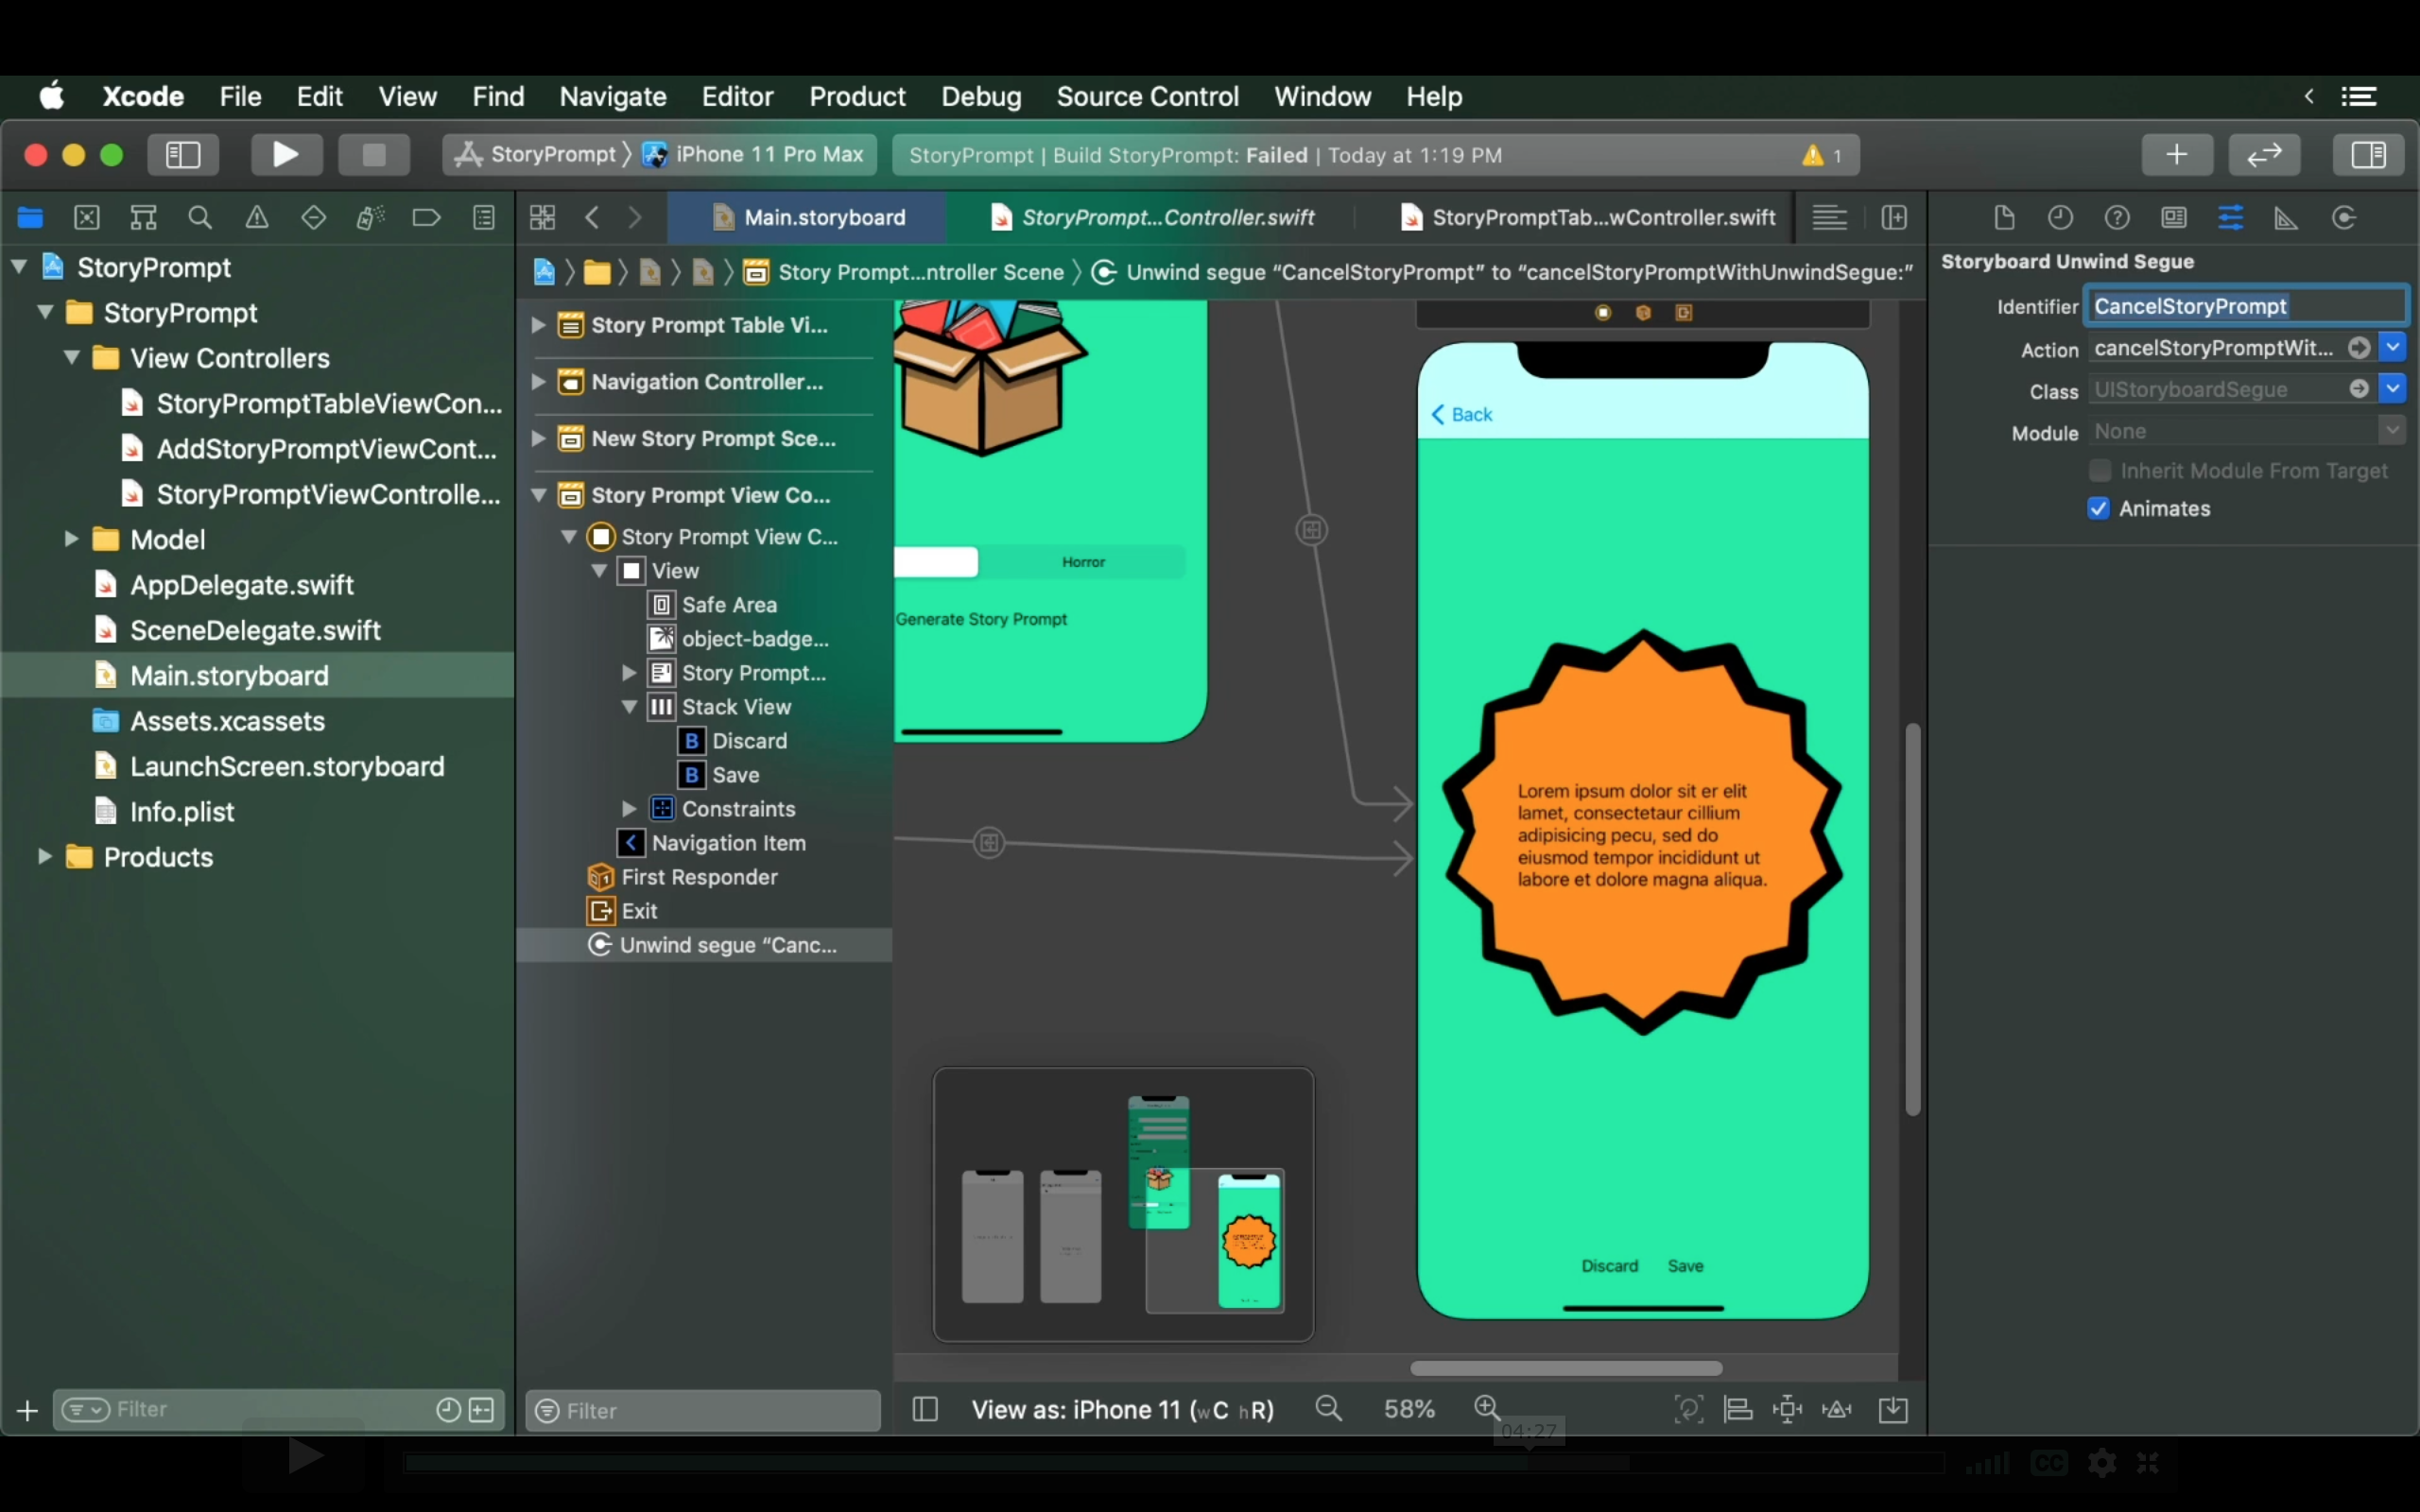 Xcode File Edit View Find Navigate Editor Product Debug Source Control Window Help
StoryPrompt iPhone 11 Pro Max
StoryPrompt | Build StoryPrompt: Failed | Today at 1:19 PM 1
Main.storyboard
StoryPrompt...Controller.swift
StoryPromptTab...wController.swift
Story Prompt...ntroller Scene
Unwind segue “CancelStoryPrompt” to “cancelStoryPromptWithUnwindSegue:”
StoryPrompt
StoryPrompt
View Controllers
StoryPromptTableViewCon...
AddStoryPromptViewCont...
StoryPromptViewControlle...
Model
AppDelegate.swift
SceneDelegate.swift
Main.storyboard
Assets.xcassets
LaunchScreen.storyboard
Info.plist
Products
Filter
Story Prompt Table Vi...
Navigation Controller...
New Story Prompt Sce...
Story Prompt View Co...
Story Prompt View C...
View
Safe Area
object-badge...
Story Prompt...
Stack View
B Discard
B Save
Constraints
Navigation Item
First Responder
Exit
Unwind segue “Canc...
Filter
Horror
Generate Story Prompt
Back
Lorem ipsum dolor sit er elit
lamet, consectetaur cillium
adipisicing pecu, sed do
eiusmod tempor incididunt ut
labore et dolore magna aliqua.
Discard Save
View as: iPhone 11 (wC hR)
58%
Storyboard Unwind Segue
Identifier CancelStoryPrompt
Action cancelStoryPromptWit...
Class UIStoryboardSegue
Module None
Inherit Module From Target
Animates
04:27
CC